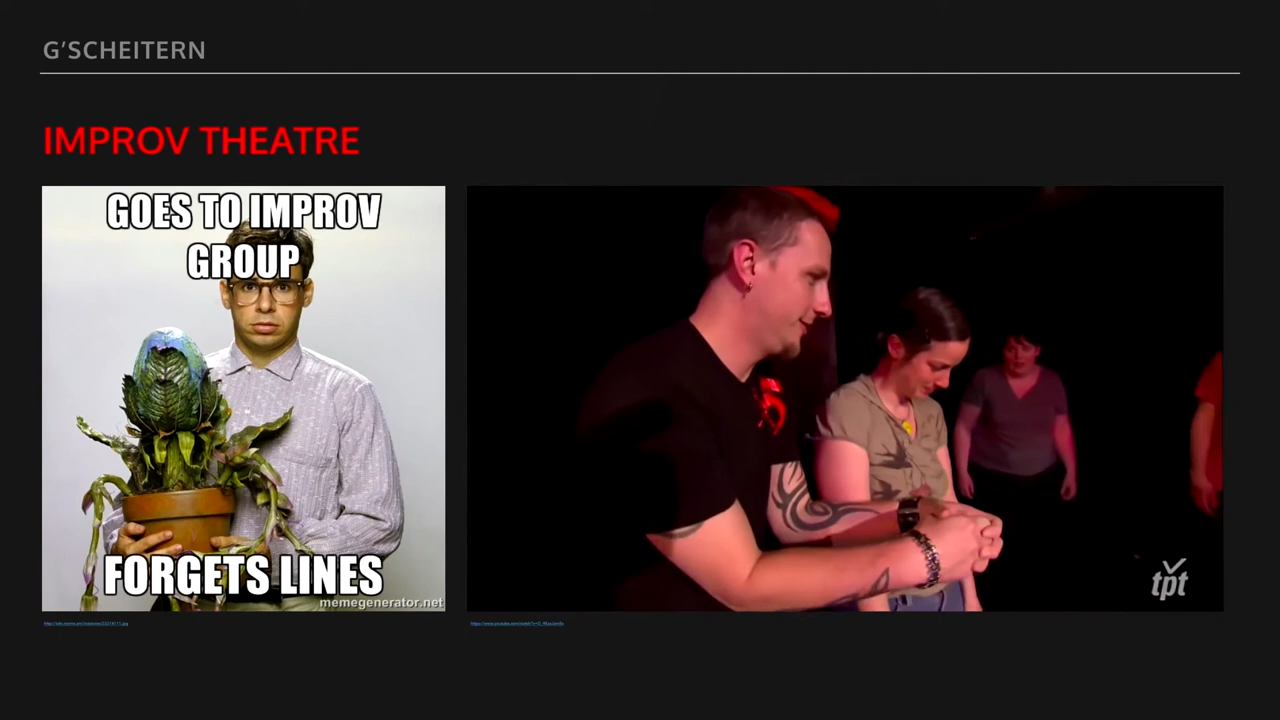 G'SCHEITERN
IMPROV THEATRE
GOES TO IMPROV
GROUP
FORGETS LINES
memegenerator.net
tpt